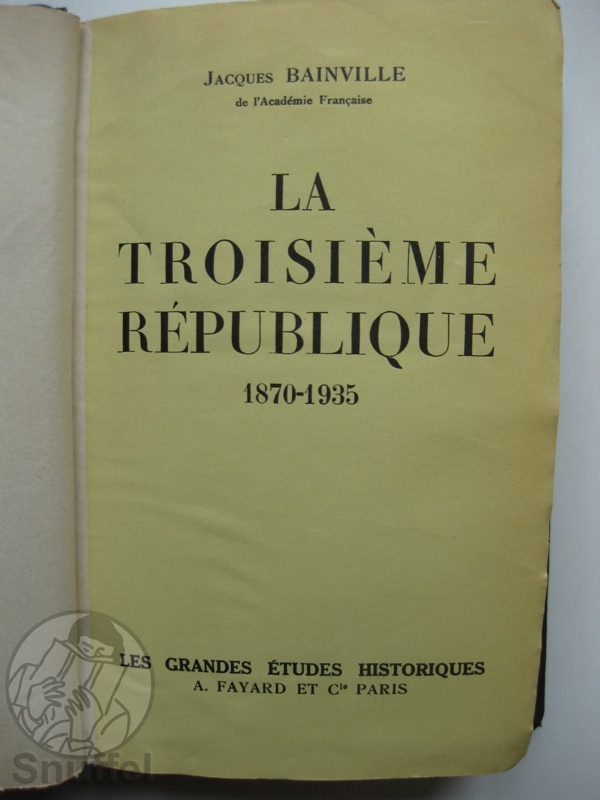 Jacques BAINVILLE
de l'Académie Française
LA
TROISIÈME
RÉPUBLIQUE
1870-1935
LES GRANDES ÉTUDES HISTORIQUES
A. FAYARD ET Cie PARIS
Snuffel